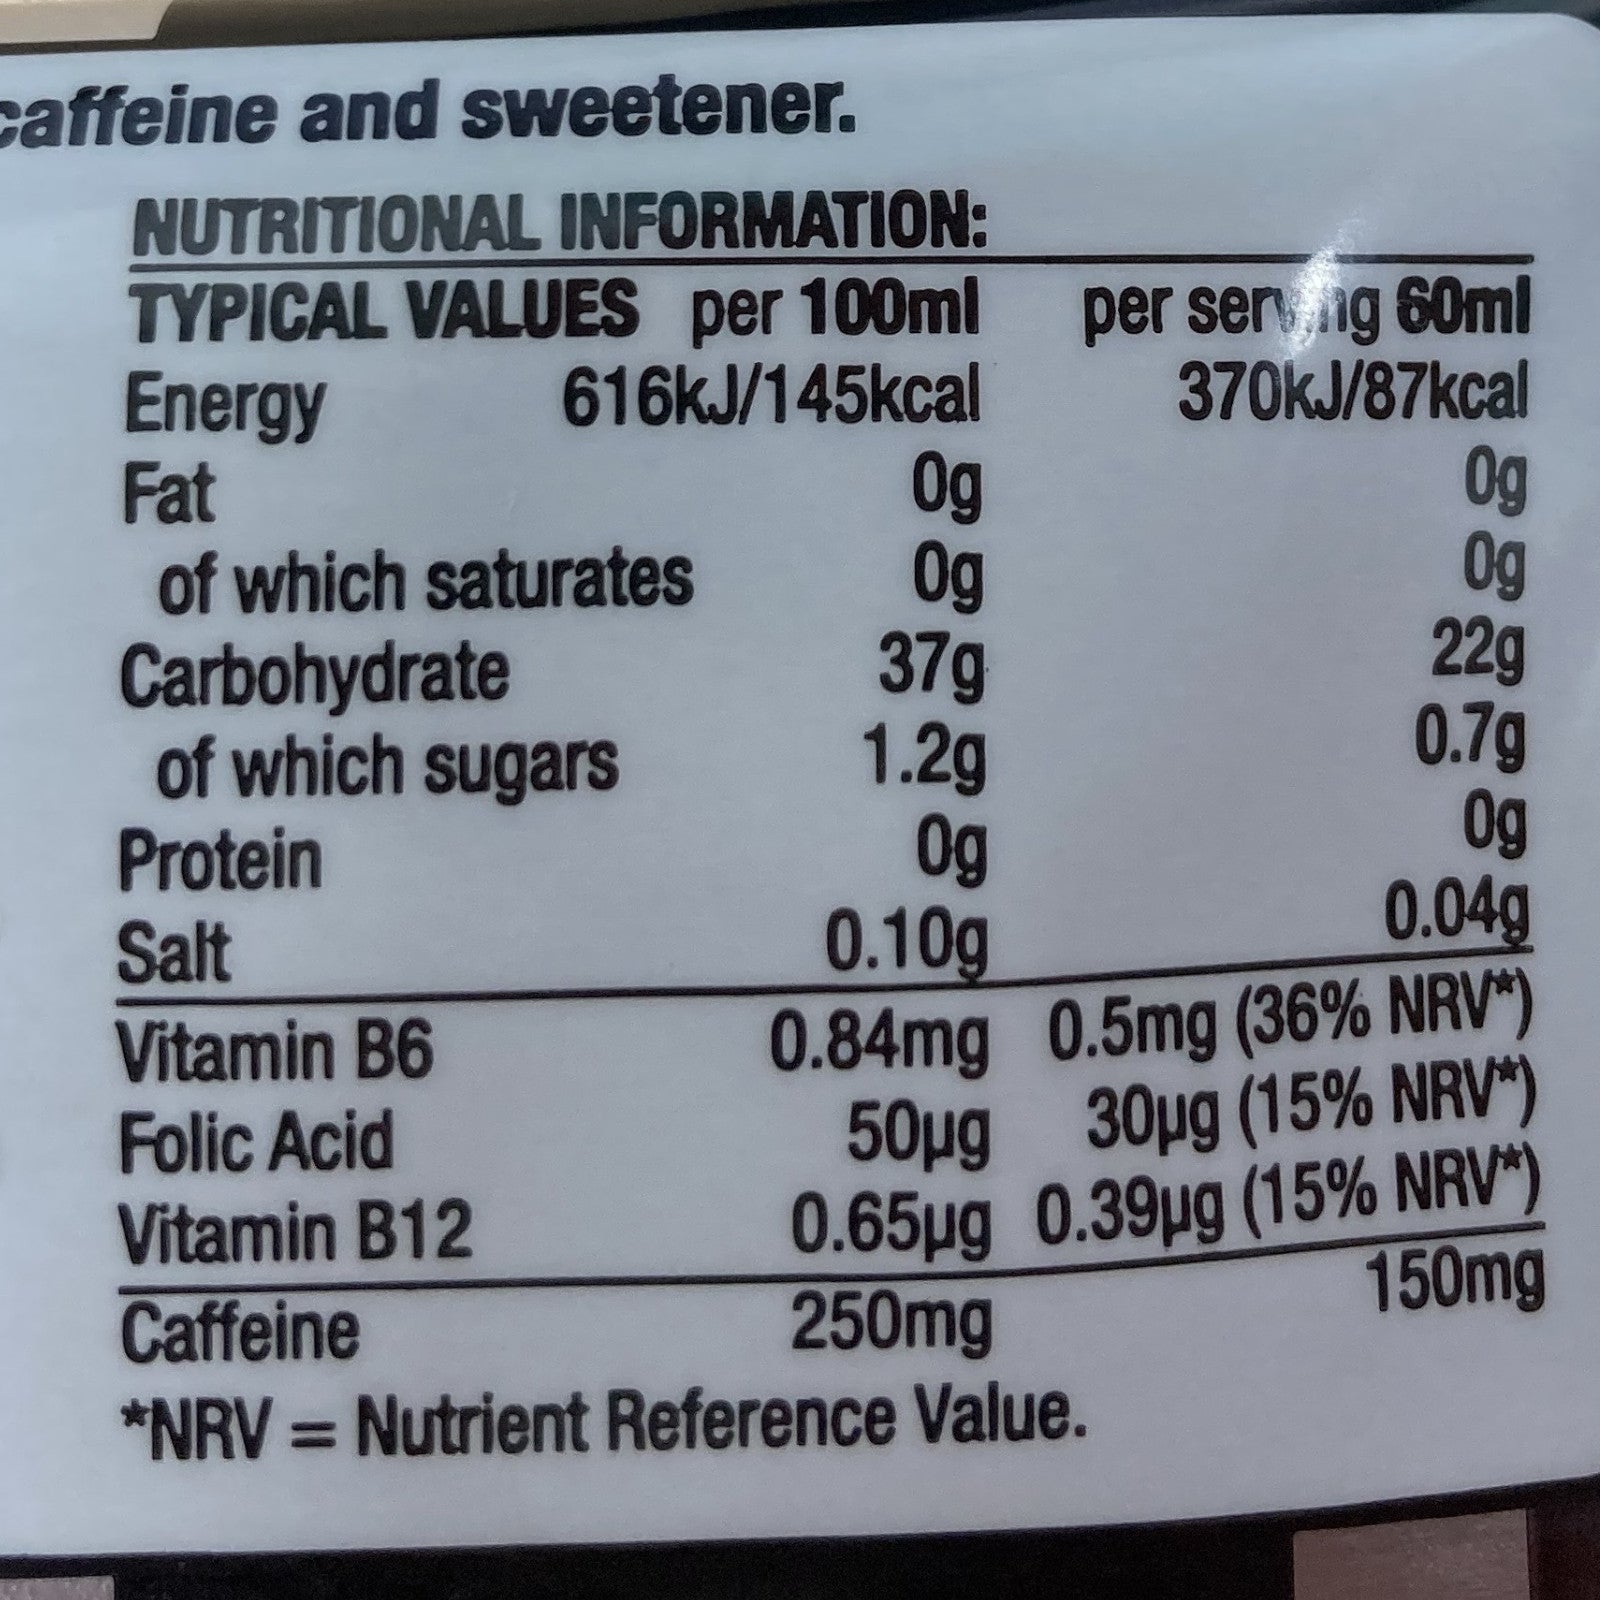 caffeine and sweetener.
NUTRITIONAL INFORMATION:
TYPICAL VALUES per 100ml per serving 60ml
Energy 616kJ/145kcal 370kJ/87kcal
Fat 0g 0g
of which saturates 0g 0g
Carbohydrate 37g 22g
of which sugars 1.2g 0.7g
Protein 0g 0g
Salt 0.10g 0.04g
Vitamin B6 0.84mg 0.5mg (36% NRV*)
Folic Acid 50µg 30µg (15% NRV*)
Vitamin B12 0.65µg 0.39µg (15% NRV*)
Caffeine 250mg 150mg
*NRV = Nutrient Reference Value.